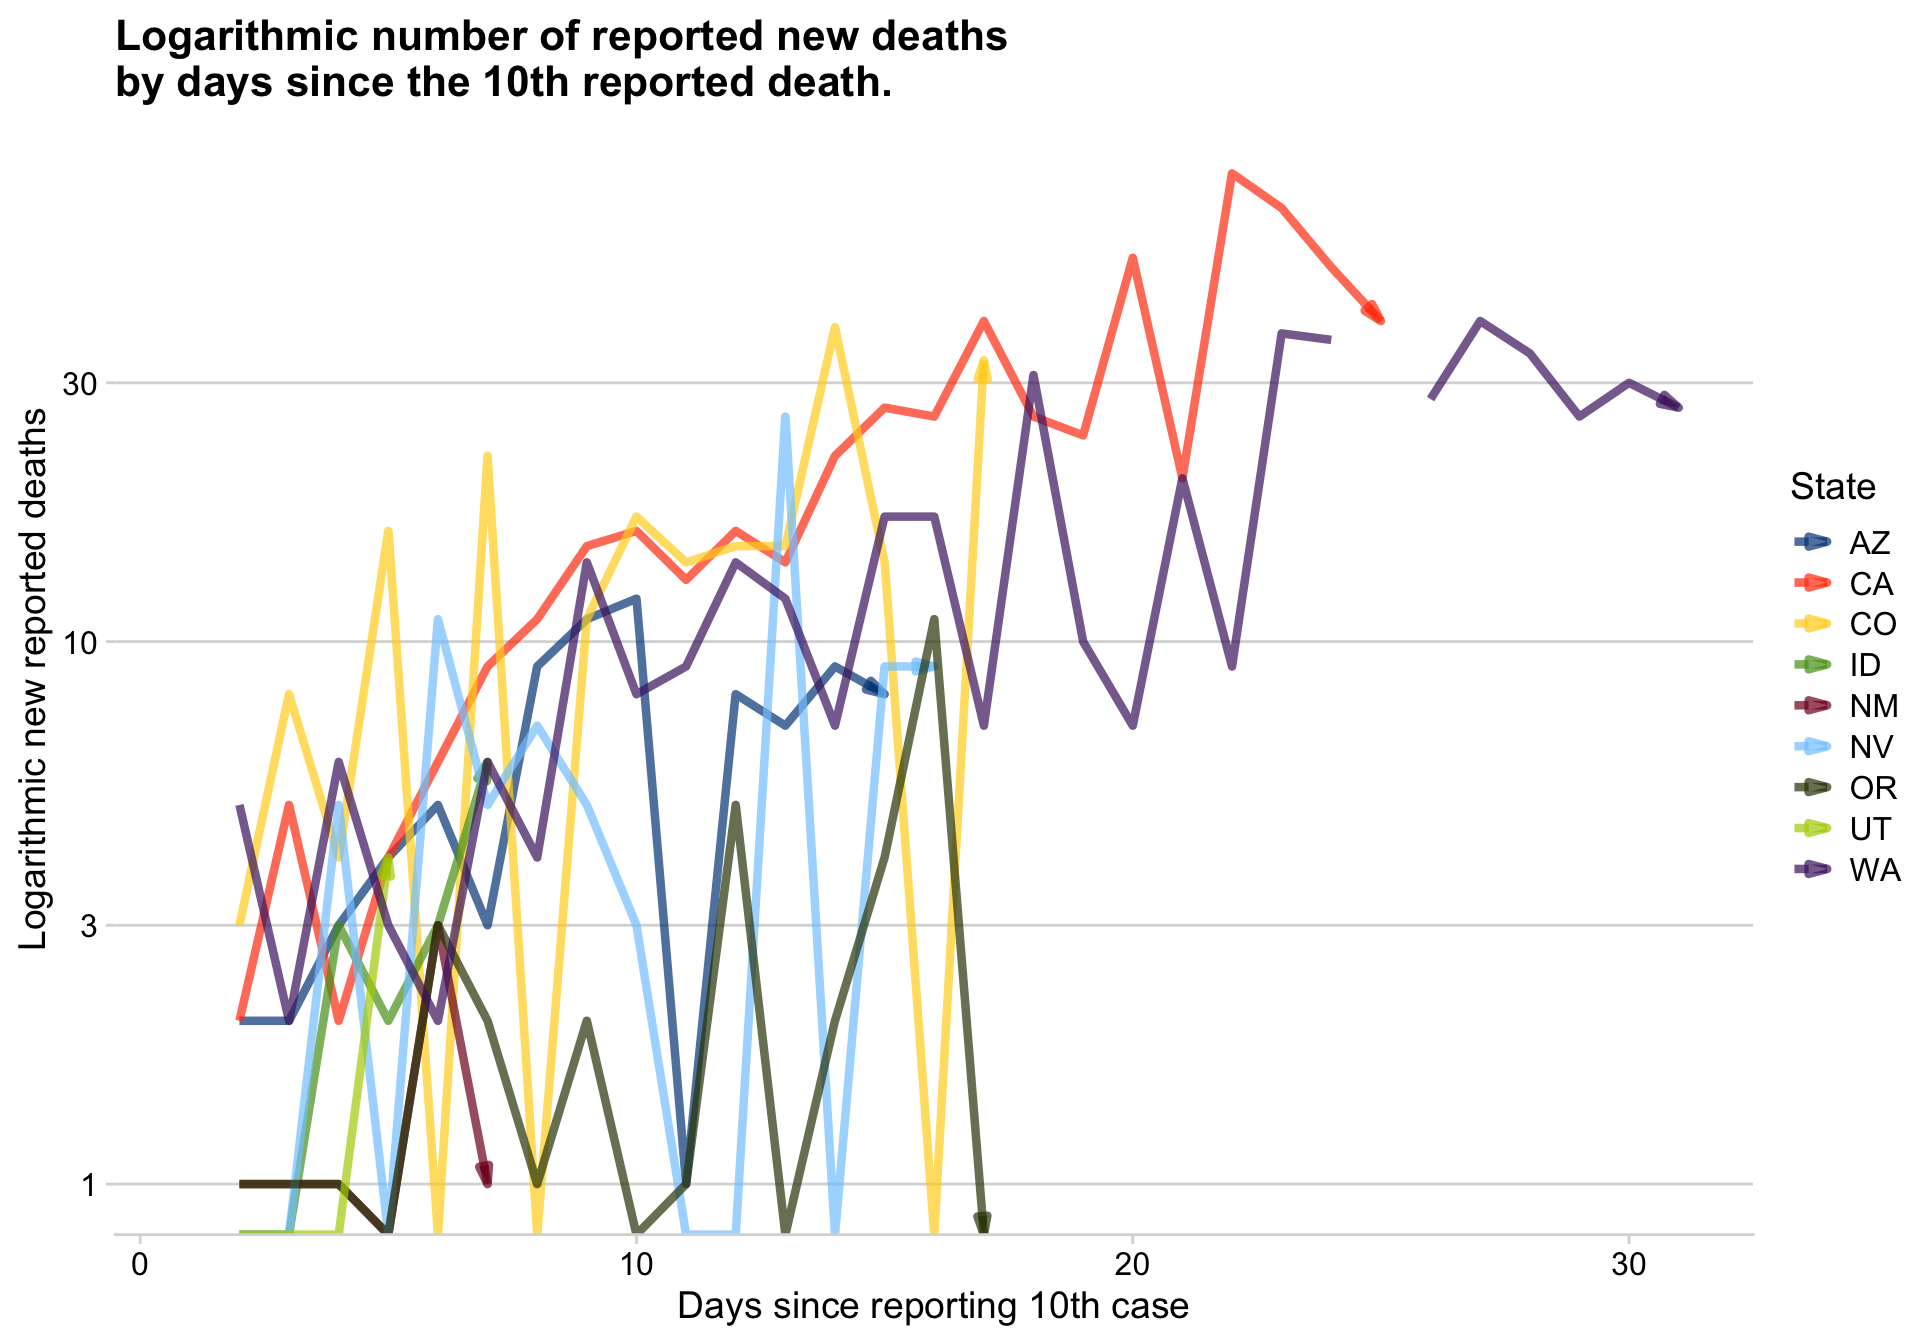 Logarithmic number of reported new deaths
by days since the 10th reported death.
Logarithmic new reported deaths
30
10
3
1
0
10
20
30
Days since reporting 10th case
State
AZ
CA
CO
ID
NM
NV
OR
UT
WA